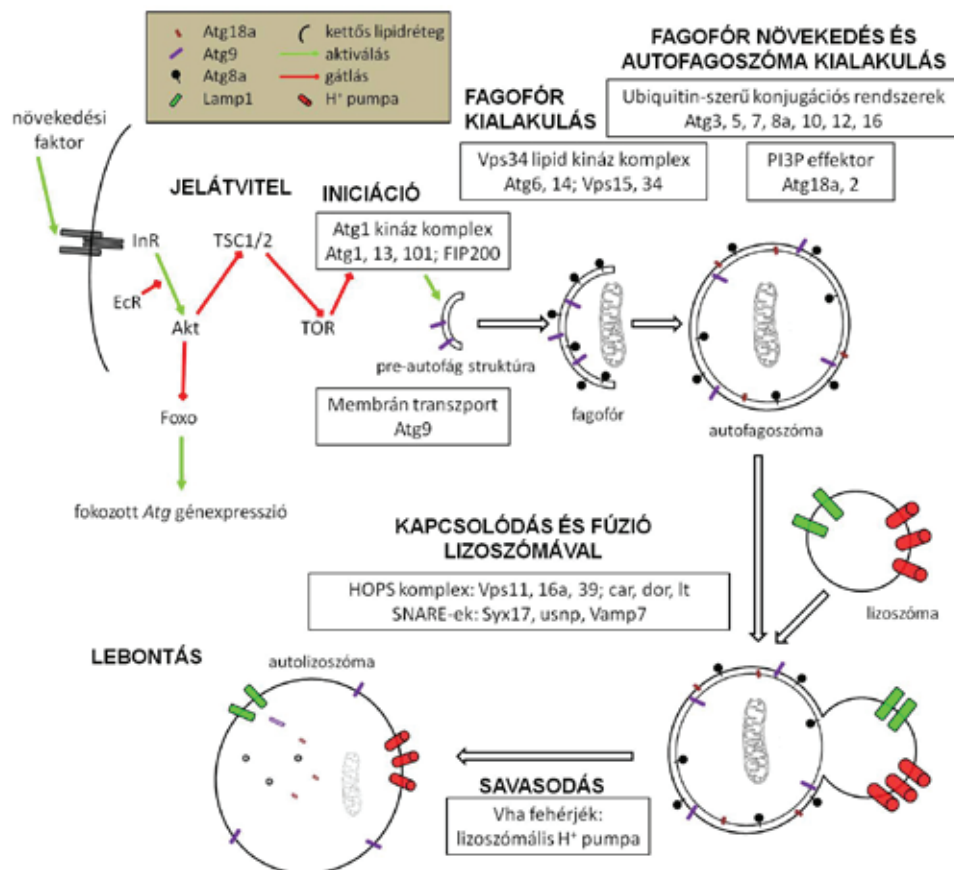 Atg18a
Atg9
Atg8a
Lamp1
kettős lipidréteg
aktiválás
gátlás
H⁺ pumpa
FAGOFÓR NÖVEKEDÉS ÉS
AUTOFAGOSZÓMA KIALAKULÁS
Ubiquitin-szerű konjugációs rendszerek
Atg3, 5, 7, 8a, 10, 12, 16
FAGOFÓR
KIALAKULÁS
Vps34 lipid kináz komplex
Atg6, 14; Vps15, 34
PI3P effektor
Atg18a, 2
növekedési
faktor
JELÁTVITEL
INICIÁCIÓ
Atg1 kináz komplex
Atg1, 13, 101; FIP200
InR
TSC1/2
EcR
Akt
TOR
pre-autofág struktúra
Membrán transzport
Atg9
fagofór
autofagoszóma
Foxo
fokozott Atg génexpresszió
KAPCSOLÓDÁS ÉS FÚZIÓ
LIZOSZÓMÁVAL
HOPS komplex: Vps11, 16a, 39; car, dor, lt
SNARE-ek: Syx17, usnp, Vamp7
lizoszóma
LEBONTÁS
autolizoszóma
SAVASODÁS
Vha fehérjék:
lizoszómális H⁺ pumpa